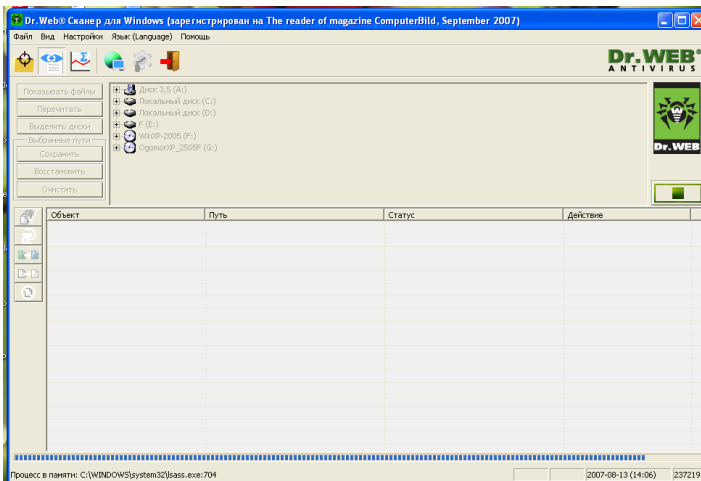 Dr.Web® Сканер для Windows (зарегистрирован на The reader of magazine ComputerBild, September 2007)
Файл Вид Настройки Язык (Language) Помощь
Dr.WEB®
ANTIVIRUS
Показывать файлы
Перечитать
Выделить диски
Выбранные пути
Сохранить
Восстановить
Очистить
Диск 3,5 (A:)
Локальный диск (C:)
Локальный диск (D:)
F (E:)
WinXP-2005 (F:)
OgomorXP_2505F (G:)
Dr.WEB
Объект Путь Статус Действие
Процесс в памяти: C:\WINDOWS\system32\lsass.exe:704 2007-08-13 (14:06) 237219